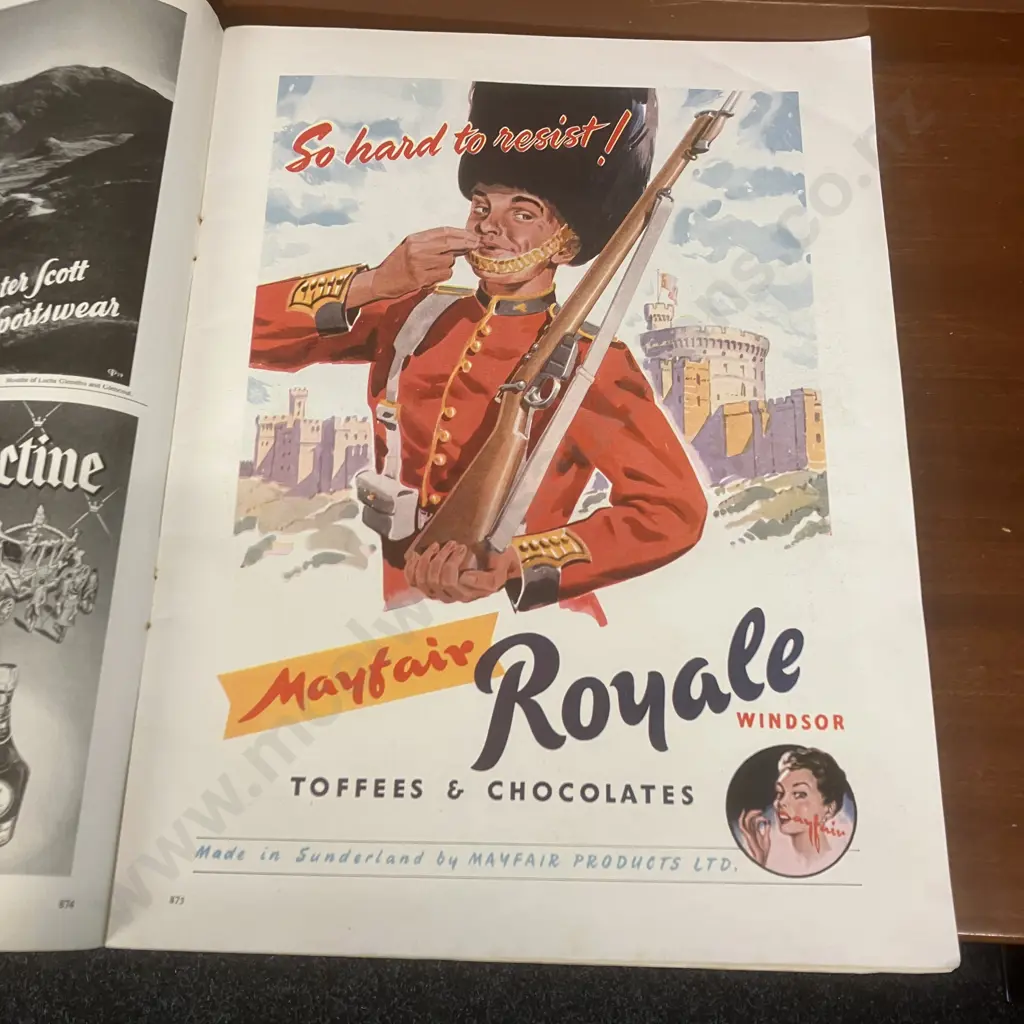 ter Scott
portswear
ctine
874
So hard to resist!
Mayfair
Royale
WINDSOR
TOFFEES & CHOCOLATES
Mayfair
Made in Sunderland by MAYFAIR PRODUCTS LTD.
875